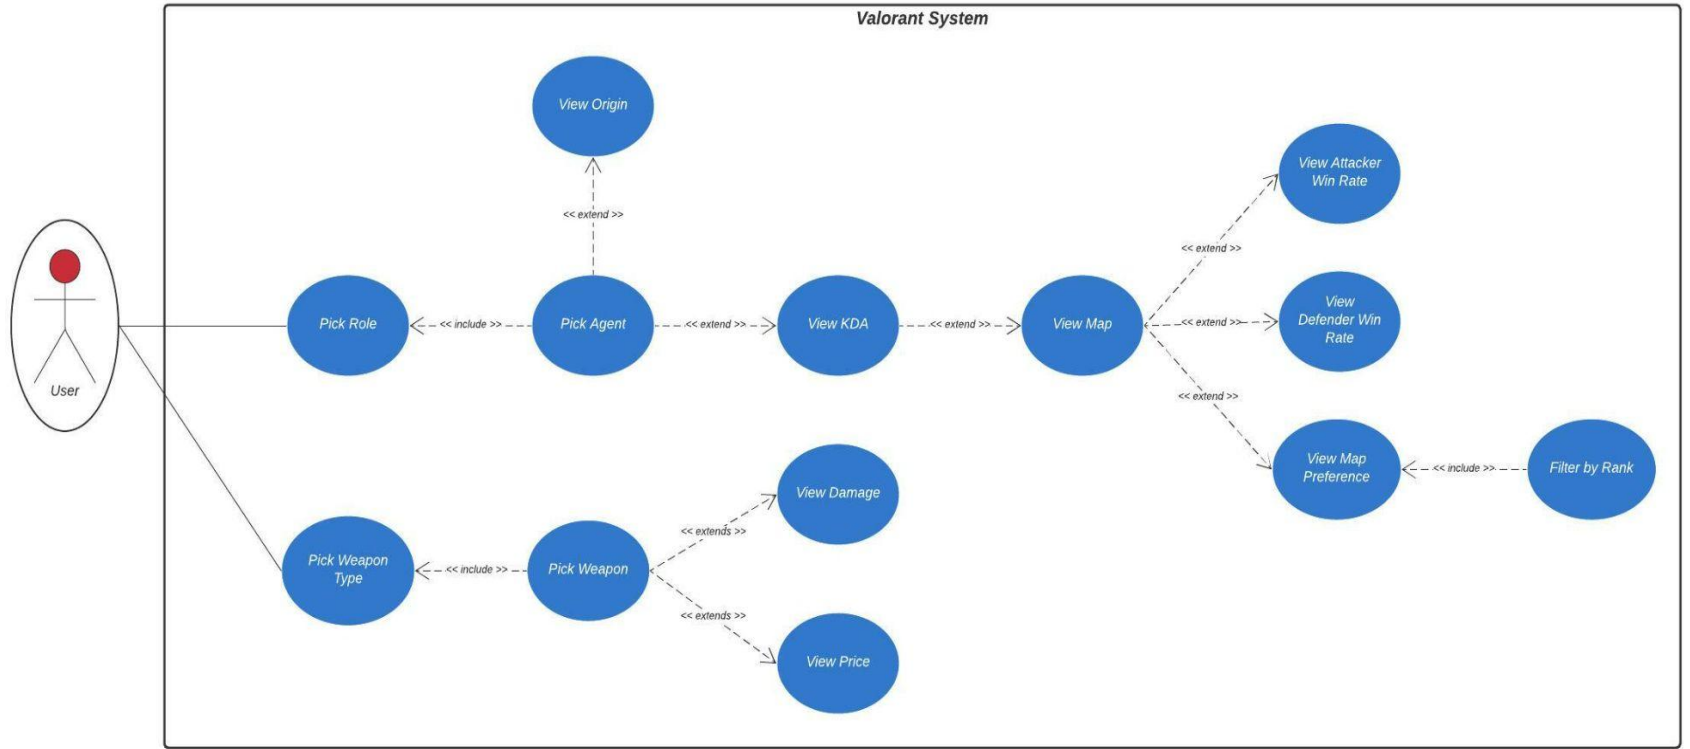 Valorant System
View Origin
View Attacker
Win Rate
<< extend >>
<< extend >>
Pick Role
<< include >>
Pick Agent
<< extend >>
View KDA
<< extend >>
View Map
<< extend >>
View
Defender Win
Rate
User
<< extend >>
View Map
Preference
<< include >>
Filter by Rank
View Damage
<< extends >>
Pick Weapon
Type
<< include >>
Pick Weapon
<< extends >>
View Price